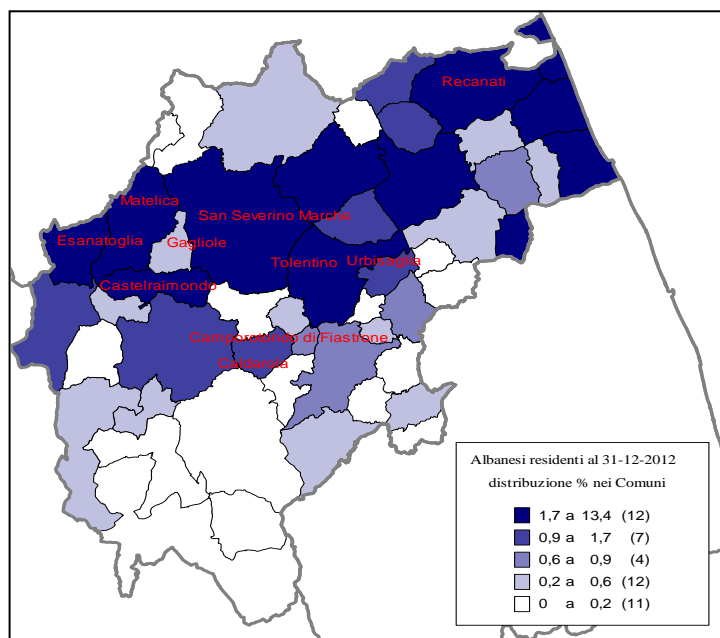 Recanati
Matelica
San Severino Marche
Esanatoglia
Gagliole
Tolentino
Urbisaglia
Castelraimondo
Camporotondo di Fiastrone
Caldarola
Albanesi residenti al 31-12-2012
distribuzione % nei Comuni
1,7 a 13,4 (12)
0,9 a 1,7 (7)
0,6 a 0,9 (4)
0,2 a 0,6 (12)
0 a 0,2 (11)